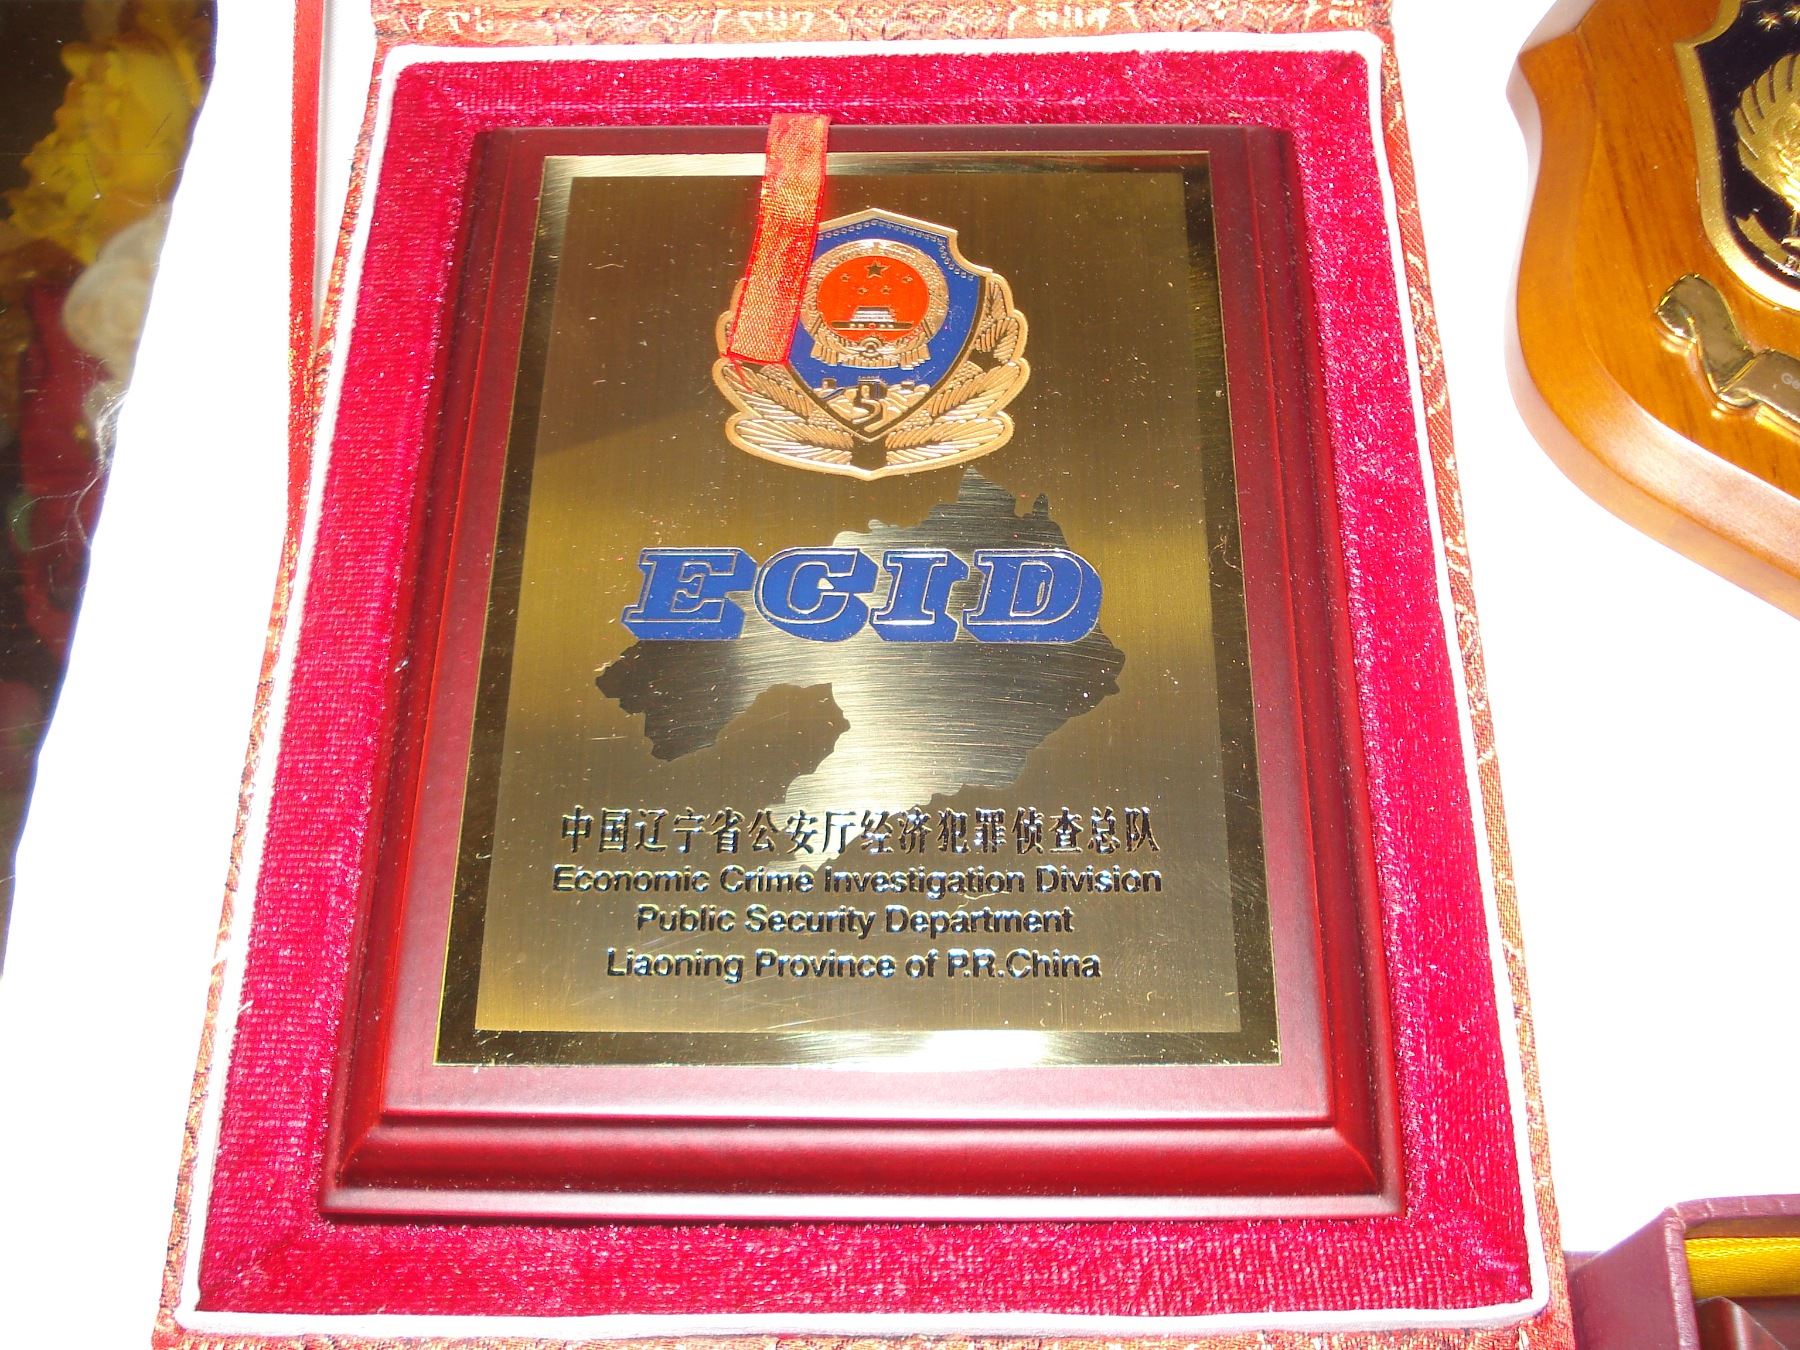 ECID
中国辽宁省公安厅经济犯罪侦查总队
Economic Crime Investigation Division
Public Security Department
Liaoning Province of P.R.China